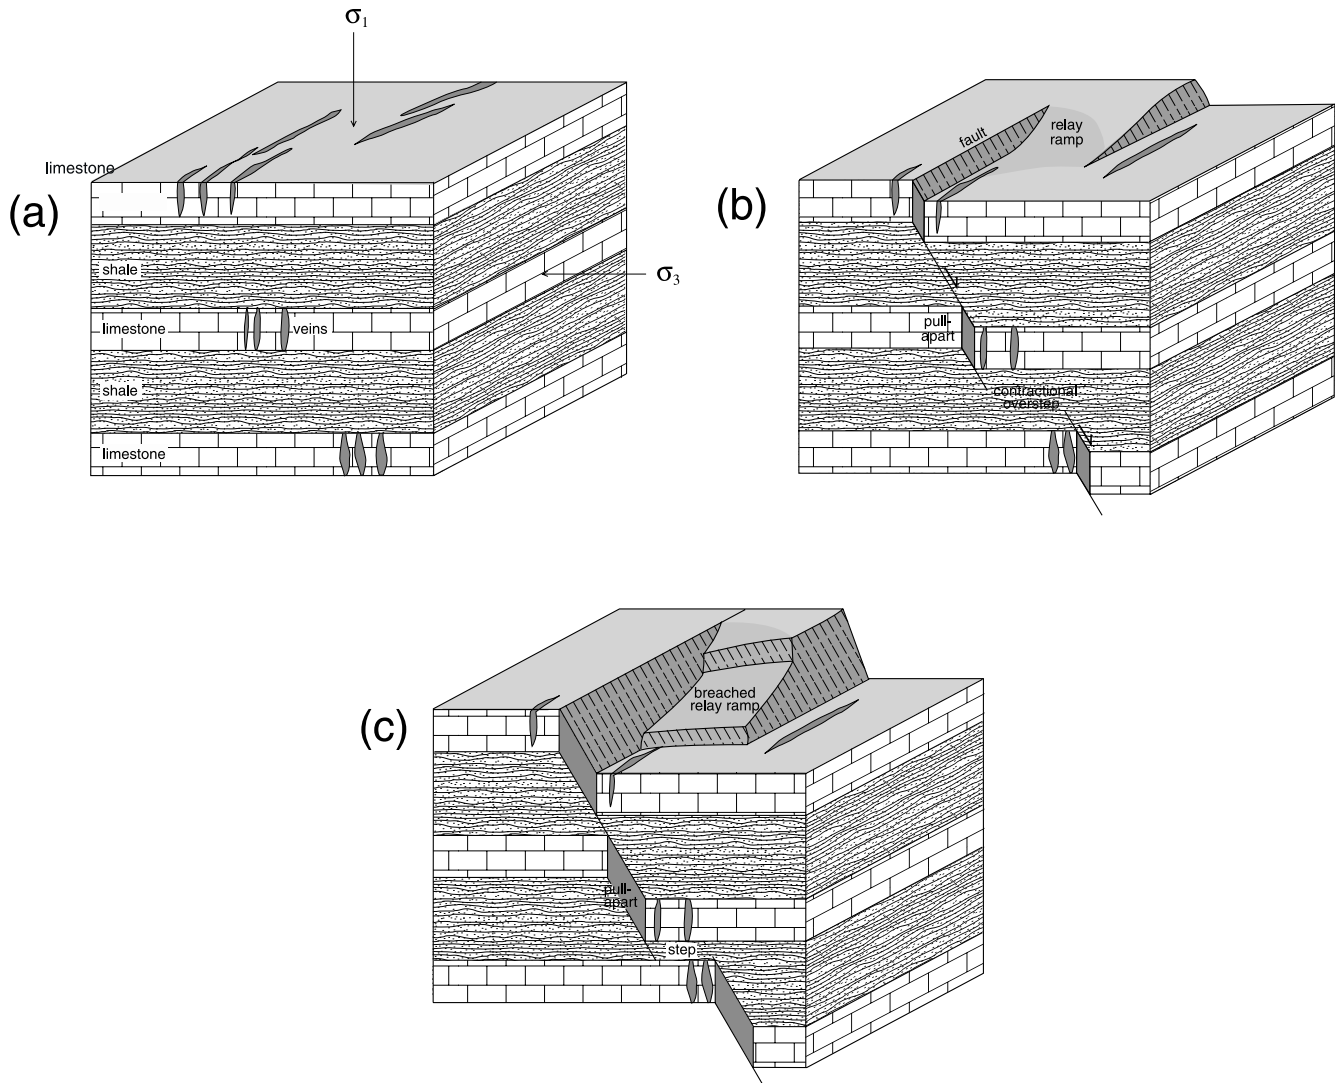 σ1
limestone
(a)
shale
σ3
limestone
veins
shale
limestone
(b)
fault
relay
ramp
pull-
apart
contractional
overstep
(c)
breached
relay ramp
pull-
apart
step